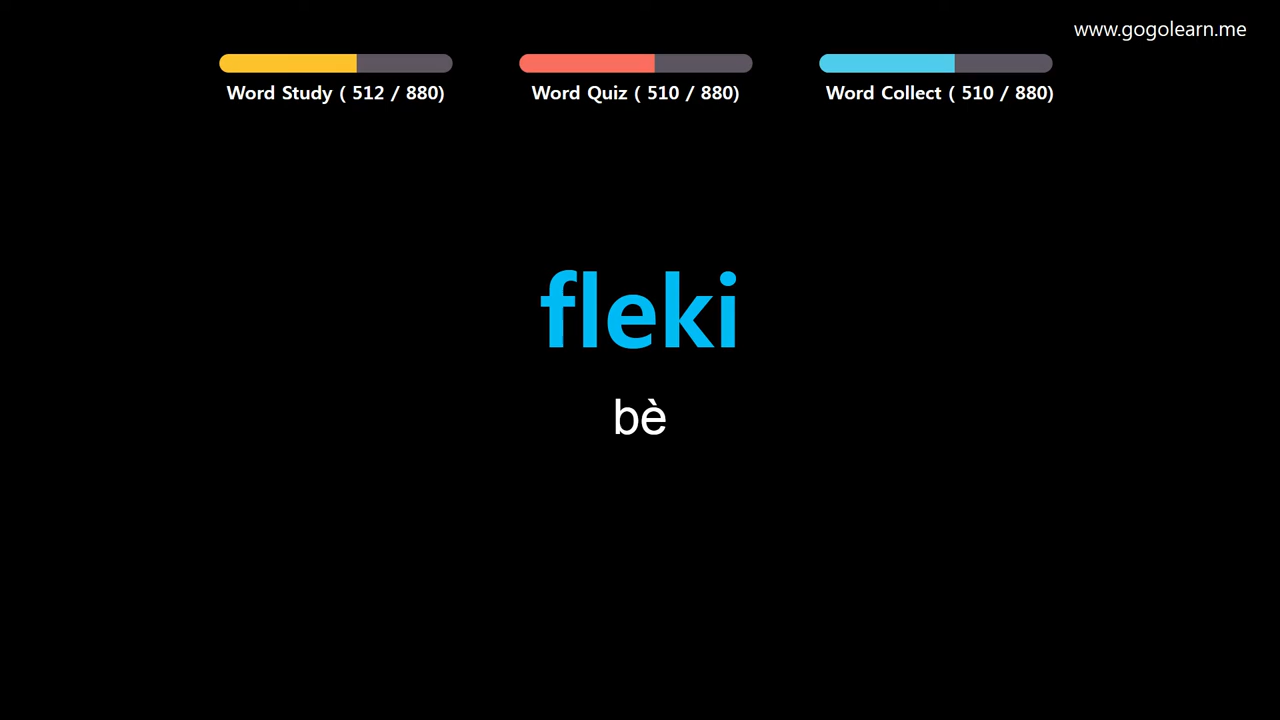 www.gogolearn.me
Word Study ( 512 / 880)
Word Quiz ( 510 / 880)
Word Collect ( 510 / 880)
fleki
bè